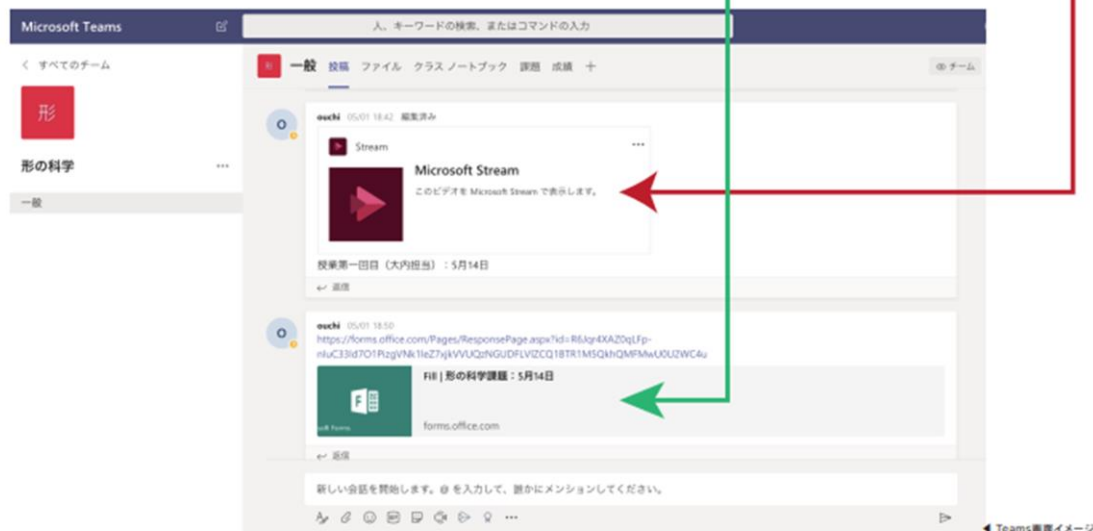 Microsoft Teams
人、キーワードの検索、またはコマンドの入力
< すべてのチーム
形
形の科学
一般
形
一般 投稿 ファイル クラス ノートブック 課題 成績 +
チーム
O
ouchi 05/01 18:42 編集済み
Stream
Microsoft Stream
このビデオを Microsoft Stream で表示します。
授業第一回目（大内担当）：5月14日
返信
O
ouchi 05/01 18:50
https://forms.office.com/Pages/ResponsePage.aspx?id=
Fill | 形の科学課題：5月14日
F
forms.office.com
返信
新しい会話を開始します。@ を入力して、誰かにメンションしてください。
Teams画面イメージ